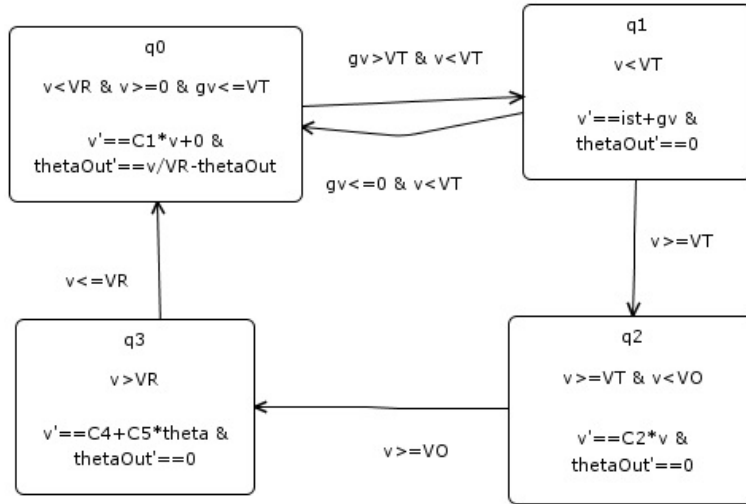 q0
v<VR & v>=0 & gv<=VT
v'==C1*v+0 &
thetaOut'==v/VR-thetaOut
gv>VT & v<VT
gv<=0 & v<VT
q1
v<VT
v'==ist+gv &
thetaOut'==0
v>=VT
v<=VR
q3
v>VR
v'==C4+C5*theta &
thetaOut'==0
v>=VO
q2
v>=VT & v<VO
v'==C2*v &
thetaOut'==0